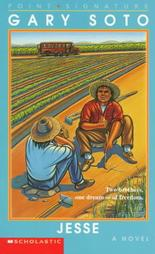 POINT • SIGNATURE
GARY SOTO
Two brothers,
one dream—of freedom.
JESSE
SCHOLASTIC
A NOVEL